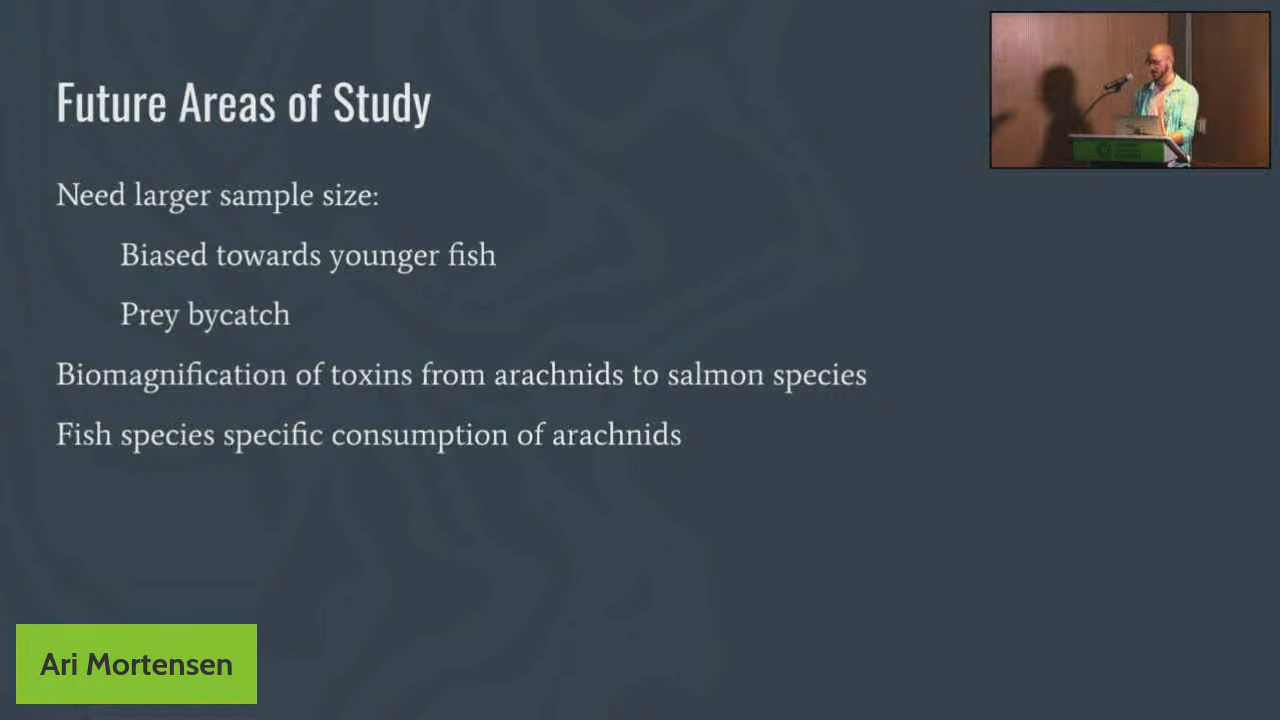 Future Areas of Study
Need larger sample size:
Biased towards younger fish
Prey bycatch
Biomagnification of toxins from arachnids to salmon species
Fish species specific consumption of arachnids
Ari Mortensen